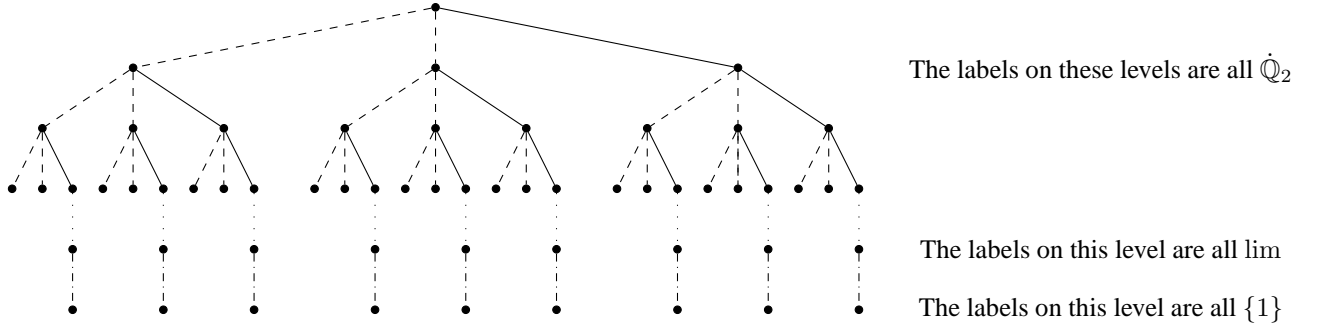 The labels on these levels are all $\dot{\mathbb{Q}}_2$
The labels on this level are all lim
The labels on this level are all {1}